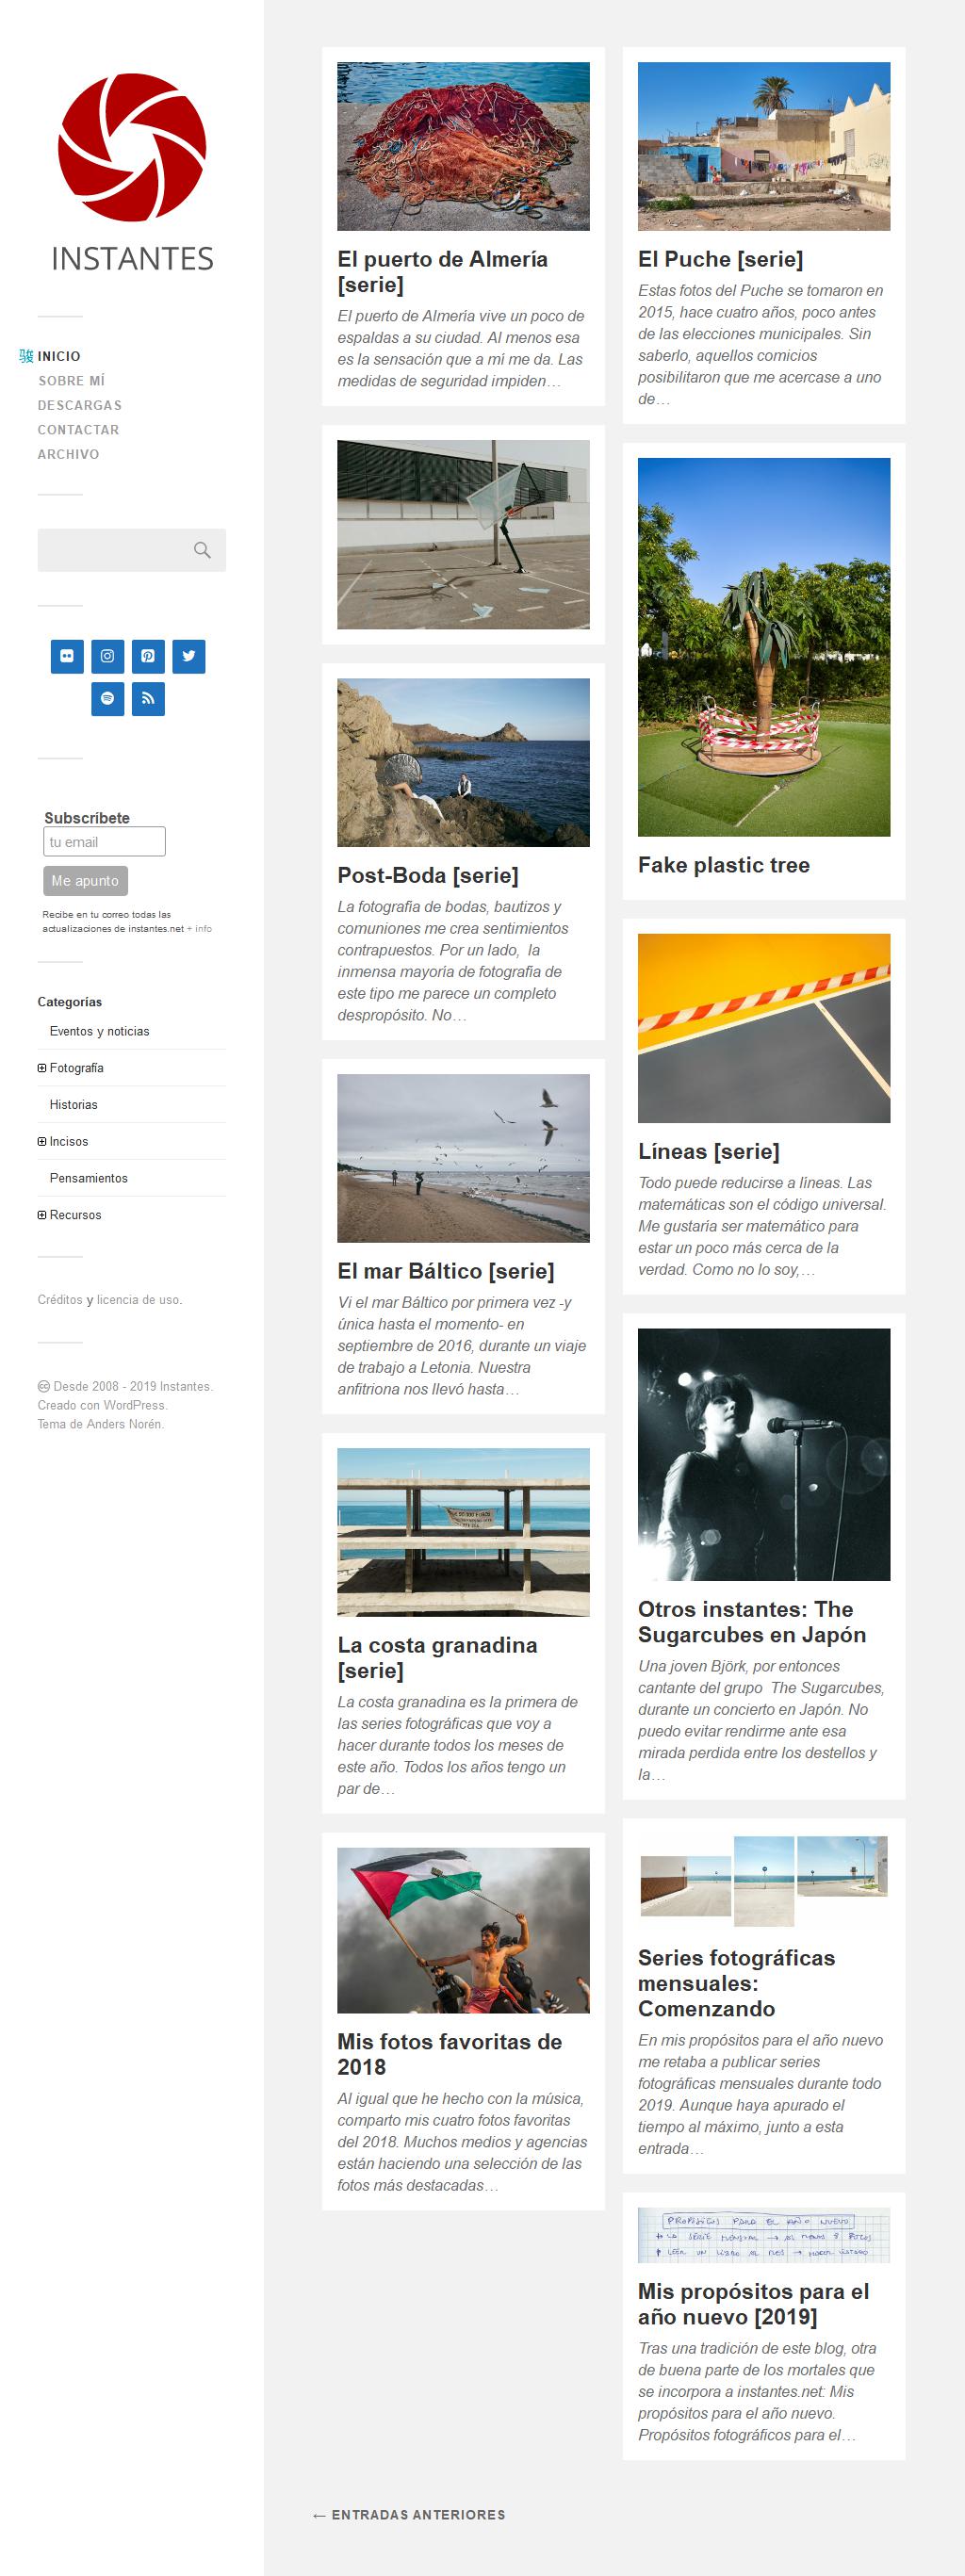 INSTANTES
骏 INICIO
SOBRE MÍ
DESCARGAS
CONTACTAR
ARCHIVO
Subscríbete
tu email
Me apunto
Recibe en tu correo todas las
actualizaciones de instantes.net + info
Categorías
Eventos y noticias
Fotografía
Historias
Incisos
Pensamientos
Recursos
Créditos y licencia de uso.
Desde 2008 - 2019 Instantes.
Creado con WordPress.
Tema de Anders Norén.
El puerto de Almería
[serie]
El puerto de Almería vive un poco de
espaldas a su ciudad. Al menos esa
es la sensación que a mí me da. Las
medidas de seguridad impiden…
Post-Boda [serie]
La fotografía de bodas, bautizos y
comuniones me crea sentimientos
contrapuestos. Por un lado,  la
inmensa mayoría de fotografía de
este tipo me parece un completo
despropósito. No…
El mar Báltico [serie]
Vi el mar Báltico por primera vez -y
única hasta el momento- en
septiembre de 2016, durante un viaje
de trabajo a Letonia. Nuestra
anfitriona nos llevó hasta…
La costa granadina
[serie]
La costa granadina es la primera de
las series fotográficas que voy a
hacer durante todos los meses de
este año. Todos los años tengo un
par de…
Mis fotos favoritas de
2018
Al igual que he hecho con la música,
comparto mis cuatro fotos favoritas
del 2018. Muchos medios y agencias
están haciendo una selección de las
fotos más destacadas…
El Puche [serie]
Estas fotos del Puche se tomaron en
2015, hace cuatro años, poco antes
de las elecciones municipales. Sin
saberlo, aquellos comicios
posibilitaron que me acercase a uno
de…
Fake plastic tree
Líneas [serie]
Todo puede reducirse a líneas. Las
matemáticas son el código universal.
Me gustaría ser matemático para
estar un poco más cerca de la
verdad. Como no lo soy,…
Otros instantes: The
Sugarcubes en Japón
Una joven Björk, por entonces
cantante del grupo  The Sugarcubes,
durante un concierto en Japón. No
puedo evitar rendirme ante esa
mirada perdida entre los destellos y
la…
Series fotográficas
mensuales:
Comenzando
En mis propósitos para el año nuevo
me retaba a publicar series
fotográficas mensuales durante todo
2019. Aunque haya apurado el
tiempo al máximo, junto a esta
entrada…
PROPÓSITOS PARA EL AÑO NUEVO
Mis propósitos para el
año nuevo [2019]
Tras una tradición de este blog, otra
de buena parte de los mortales que
se incorpora a instantes.net: Mis
propósitos para el año nuevo.
Propósitos fotográficos para el…
← ENTRADAS ANTERIORES